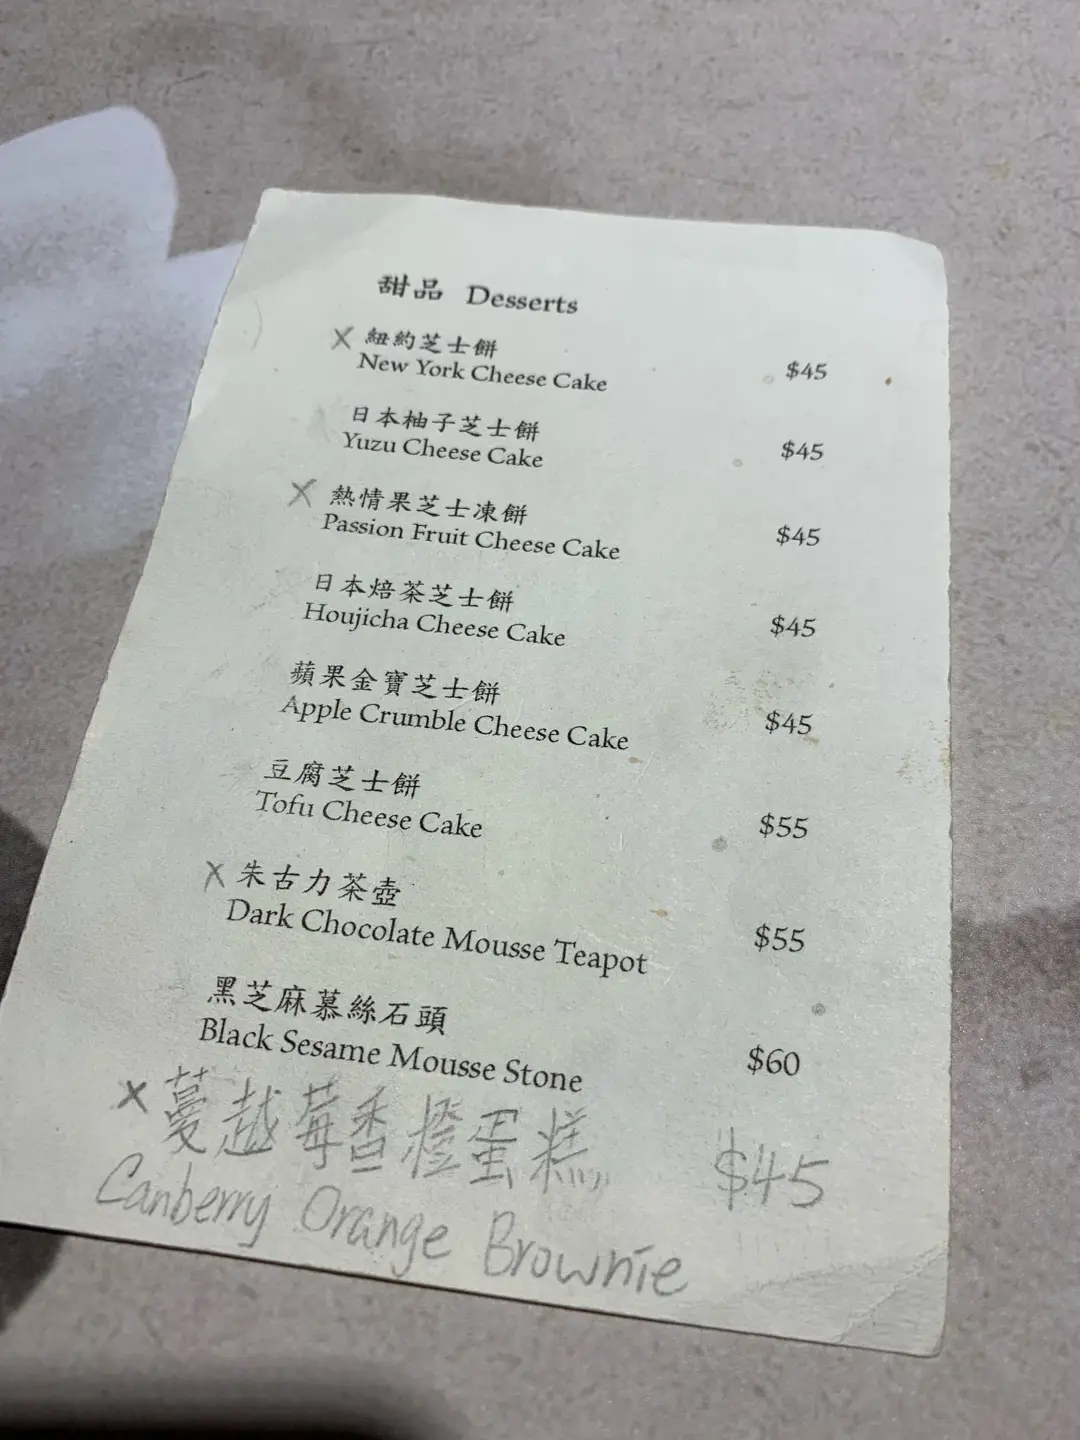 甜品 Desserts
X 紐約芝士餅
New York Cheese Cake $45
日本柚子芝士餅
Yuzu Cheese Cake $45
X 熱情果芝士凍餅
Passion Fruit Cheese Cake $45
日本焙茶芝士餅
Houjicha Cheese Cake $45
蘋果金寶芝士餅
Apple Crumble Cheese Cake $45
豆腐芝士餅
Tofu Cheese Cake $55
X 朱古力茶壺
Dark Chocolate Mousse Teapot $55
黑芝麻慕絲石頭
Black Sesame Mousse Stone $60
X 蔓越莓香橙蛋糕 $45
Canberry Orange Brownie